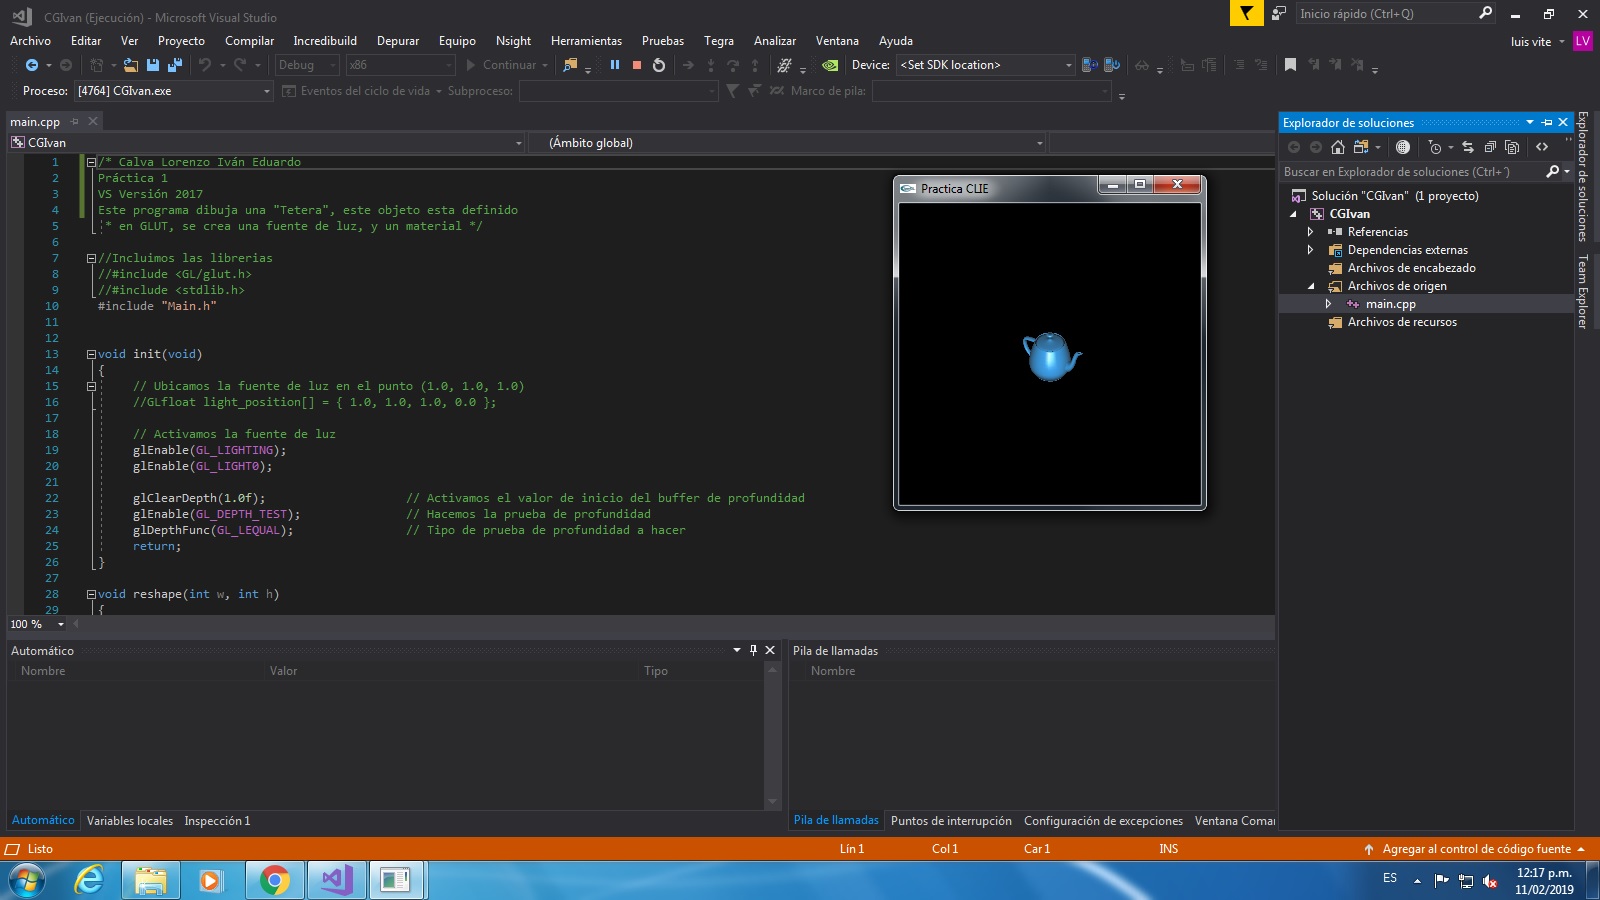 CGIvan (Ejecución) - Microsoft Visual Studio
Inicio rápido (Ctrl+Q)
Archivo Editar Ver Proyecto Compilar Incredibuild Depurar Equipo Nsight Herramientas Pruebas Tegra Analizar Ventana Ayuda
luis vite LV
Debug x86 Continuar Device: <Set SDK location>
Proceso: [4764] CGIvan.exe Eventos del ciclo de vida Subproceso: Marco de pila:
main.cpp
CGIvan (Ámbito global)
1 /* Calva Lorenzo Iván Eduardo
2 Práctica 1
3 VS Versión 2017
4 Este programa dibuja una "Tetera", este objeto esta definido
5 * en GLUT, se crea una fuente de luz, y un material */
6
7 //Incluimos las librerias
8 //#include <GL/glut.h>
9 //#include <stdlib.h>
10 #include "Main.h"
11
12
13 void init(void)
14 {
15 // Ubicamos la fuente de luz en el punto (1.0, 1.0, 1.0)
16 //GLfloat light_position[] = { 1.0, 1.0, 1.0, 0.0 };
17
18 // Activamos la fuente de luz
19 glEnable(GL_LIGHTING);
20 glEnable(GL_LIGHT0);
21
22 glClearDepth(1.0f); // Activamos el valor de inicio del buffer de profundidad
23 glEnable(GL_DEPTH_TEST); // Hacemos la prueba de profundidad
24 glDepthFunc(GL_LEQUAL); // Tipo de prueba de profundidad a hacer
25 return;
26 }
27
28 void reshape(int w, int h)
29 {
100 %
Practica CLIE
Explorador de soluciones
Buscar en Explorador de soluciones (Ctrl+´)
Solución "CGIvan" (1 proyecto)
CGIvan
Referencias
Dependencias externas
Archivos de encabezado
Archivos de origen
main.cpp
Archivos de recursos
Explorador de soluciones
Team Explorer
Automático
Nombre Valor Tipo
Automático Variables locales Inspección 1
Pila de llamadas
Nombre
Pila de llamadas Puntos de interrupción Configuración de excepciones Ventana Coma
Listo Lín 1 Col 1 Car 1 INS Agregar al control de código fuente
ES
12:17 p.m.
11/02/2019